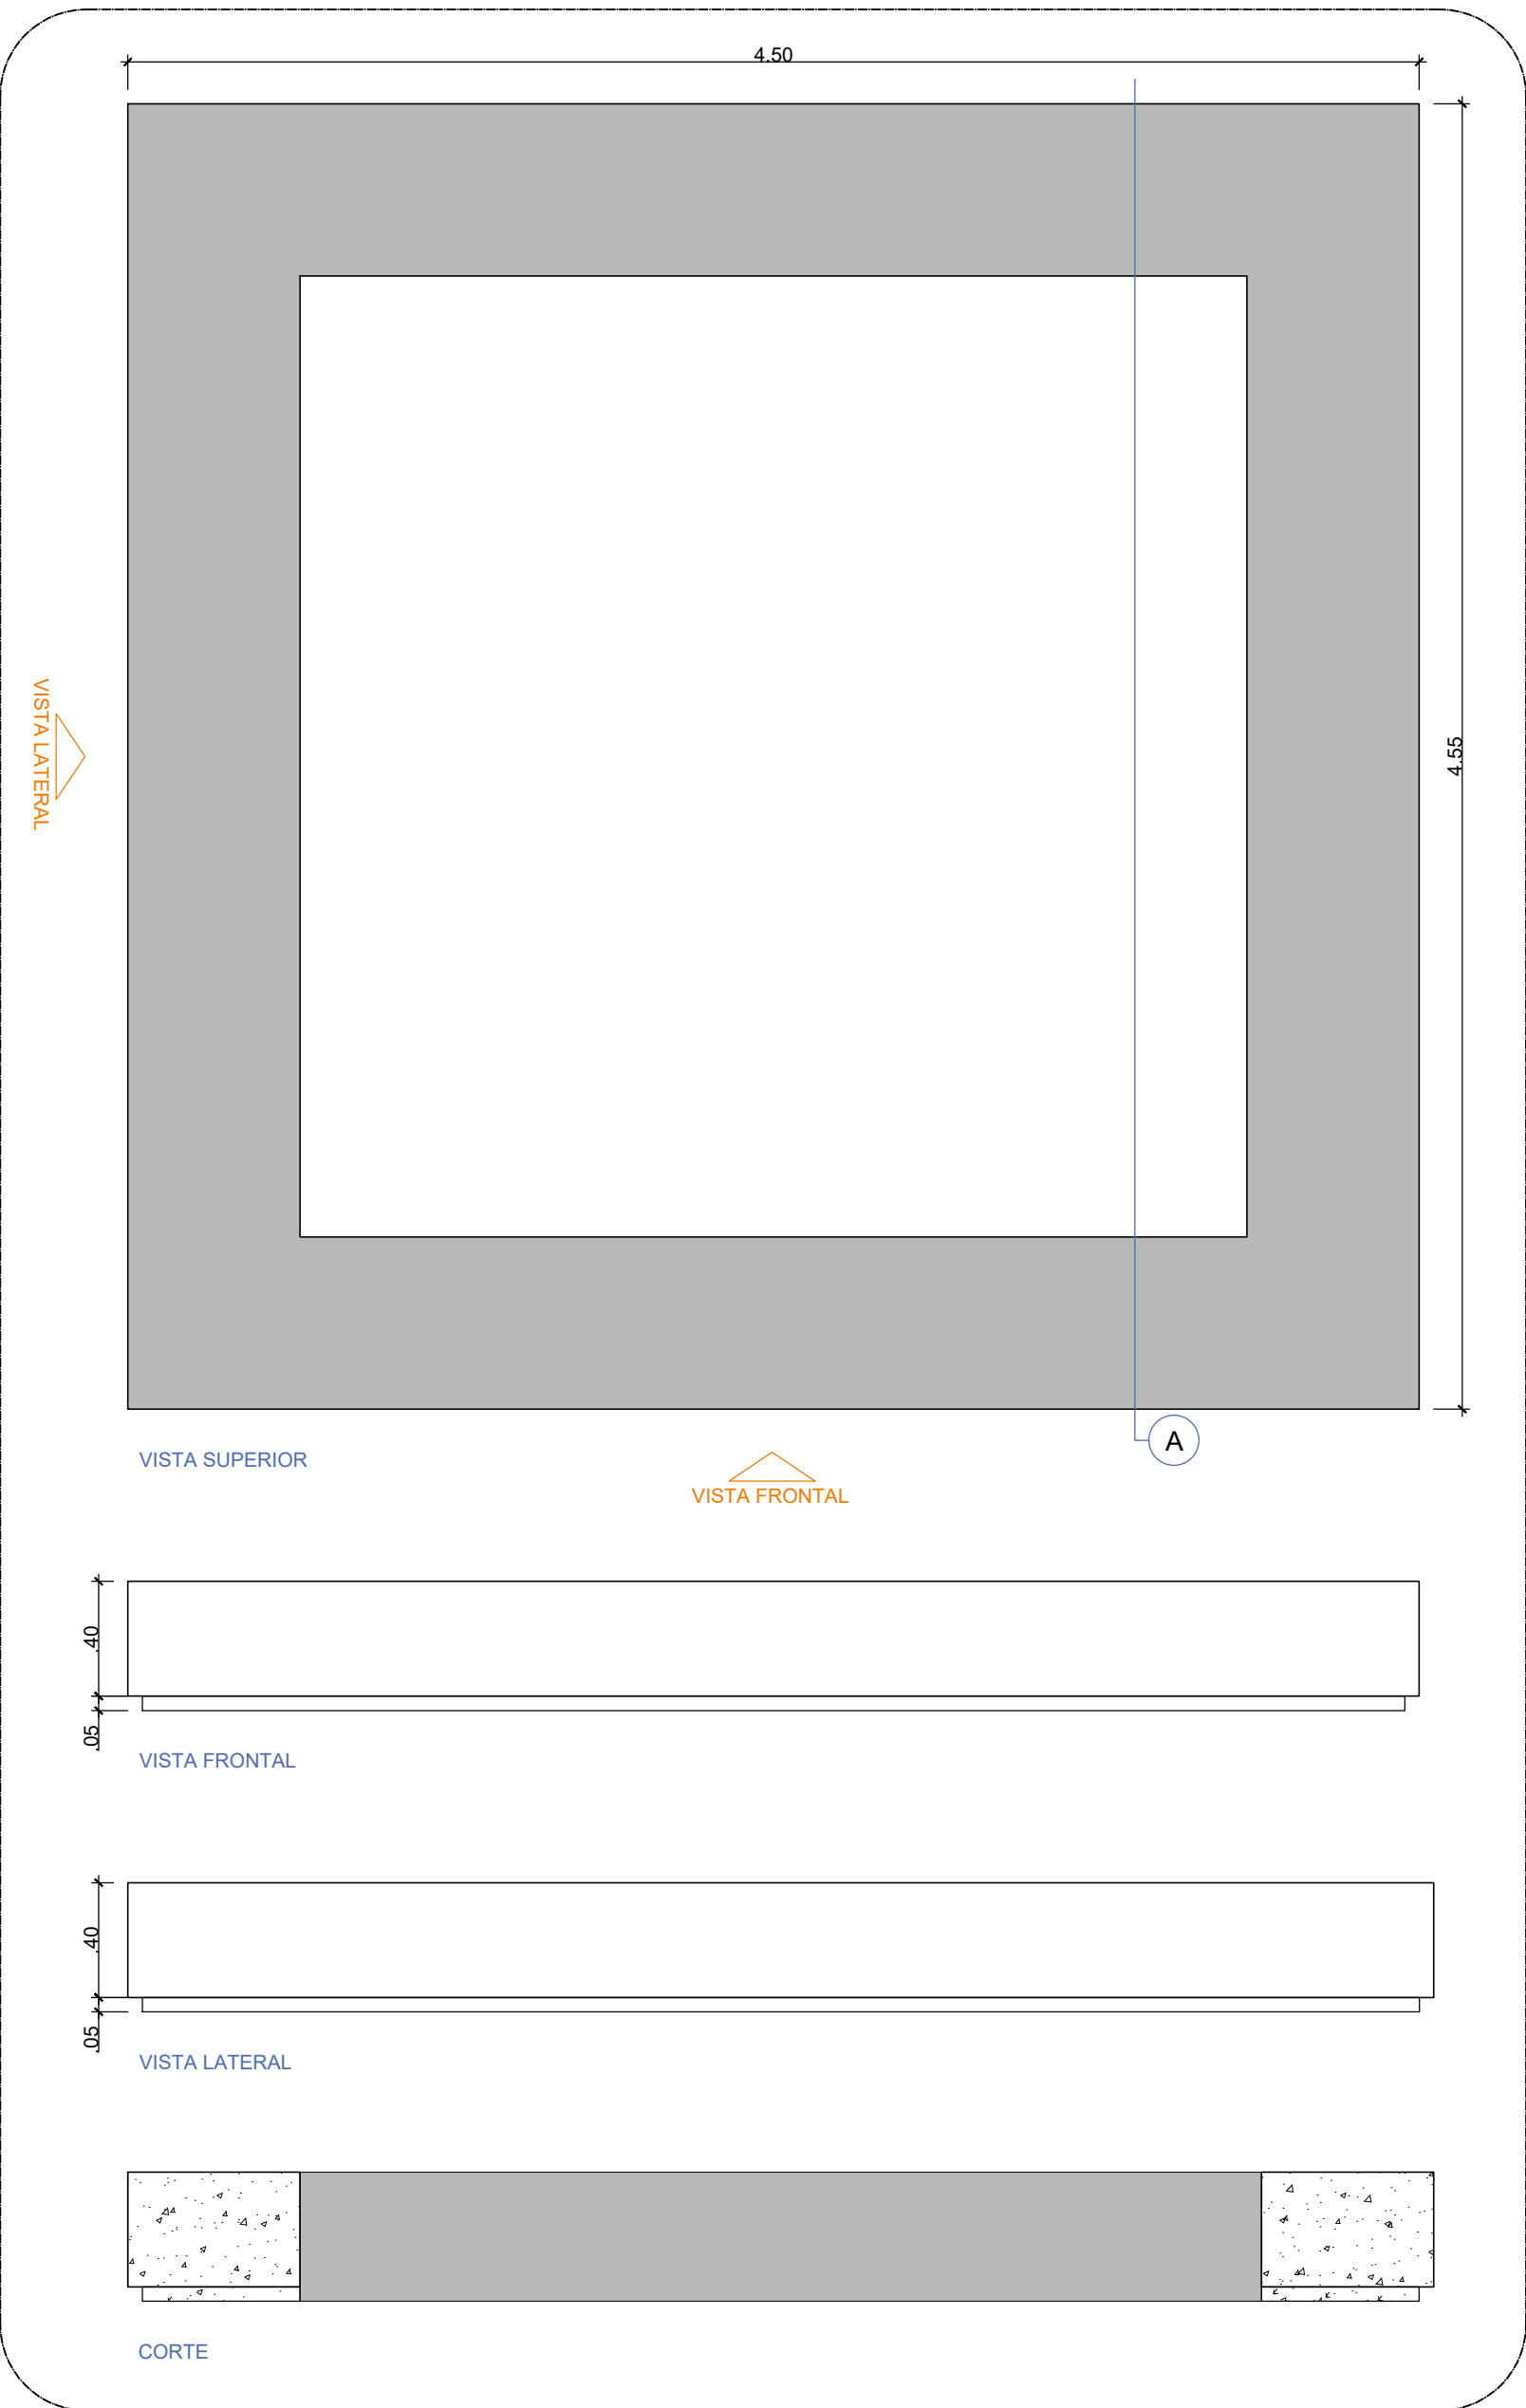 4.50
4.55
VISTA LATERAL
A
VISTA SUPERIOR
VISTA FRONTAL
.40
.05
VISTA FRONTAL
.40
.05
VISTA LATERAL
CORTE